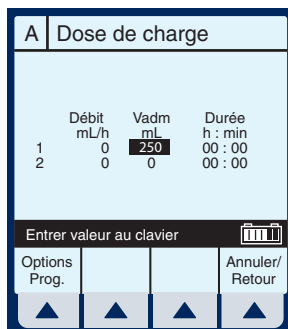 A Dose de charge
Débit Vadm Durée
mL/h mL h : min
1 0 250 00 : 00
2 0 0 00 : 00
Entrer valeur au clavier
Options Annuler/
Prog. Retour